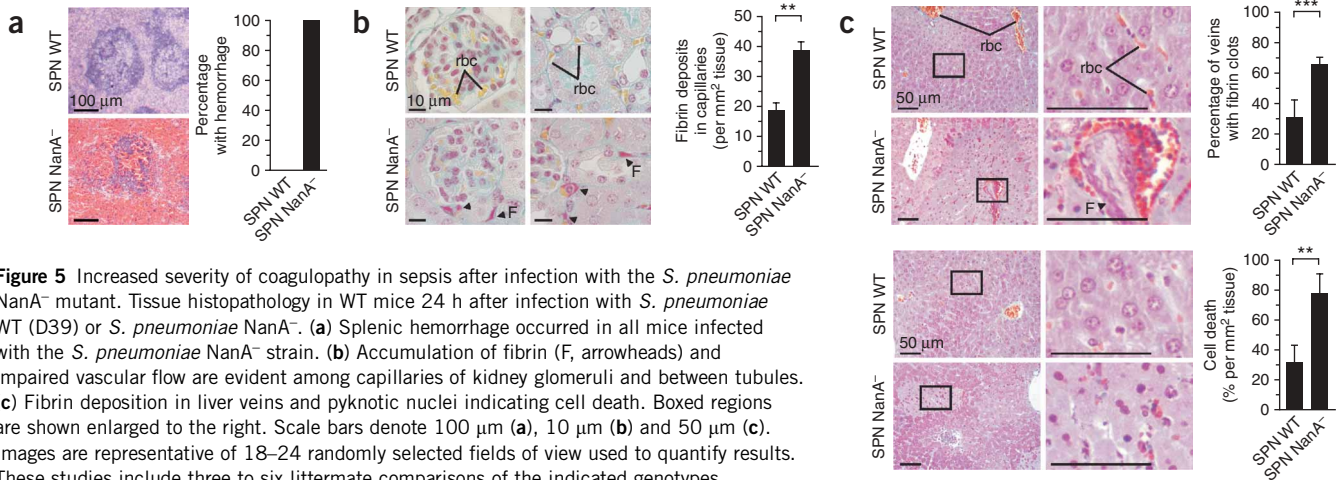 a
SPN WT
100 µm
SPN NanA–
Percentage
with hemorrhage
100
80
60
40
20
0
SPN WT
SPN NanA–
b
SPN WT
rbc
10 µm
rbc
SPN NanA–
F
F
Fibrin deposits
in capillaries
(per mm² tissue)
**
50
40
30
20
10
0
SPN WT
SPN NanA–
c
SPN WT
rbc
50 µm
rbc
SPN NanA–
F
Percentage of veins
with fibrin clots
***
100
80
60
40
20
0
SPN WT
SPN NanA–
SPN WT
50 µm
SPN NanA–
Cell death
(% per mm² tissue)
**
100
80
60
40
20
0
SPN WT
SPN NanA–
Figure 5 Increased severity of coagulopathy in sepsis after infection with the S. pneumoniae
NanA– mutant. Tissue histopathology in WT mice 24 h after infection with S. pneumoniae
WT (D39) or S. pneumoniae NanA–. (a) Splenic hemorrhage occurred in all mice infected
with the S. pneumoniae NanA– strain. (b) Accumulation of fibrin (F, arrowheads) and
impaired vascular flow are evident among capillaries of kidney glomeruli and between tubules.
(c) Fibrin deposition in liver veins and pyknotic nuclei indicating cell death. Boxed regions
are shown enlarged to the right. Scale bars denote 100 µm (a), 10 µm (b) and 50 µm (c).
Images are representative of 18–24 randomly selected fields of view used to quantify results.
These studies include three to six littermate comparisons of the indicated genotypes.